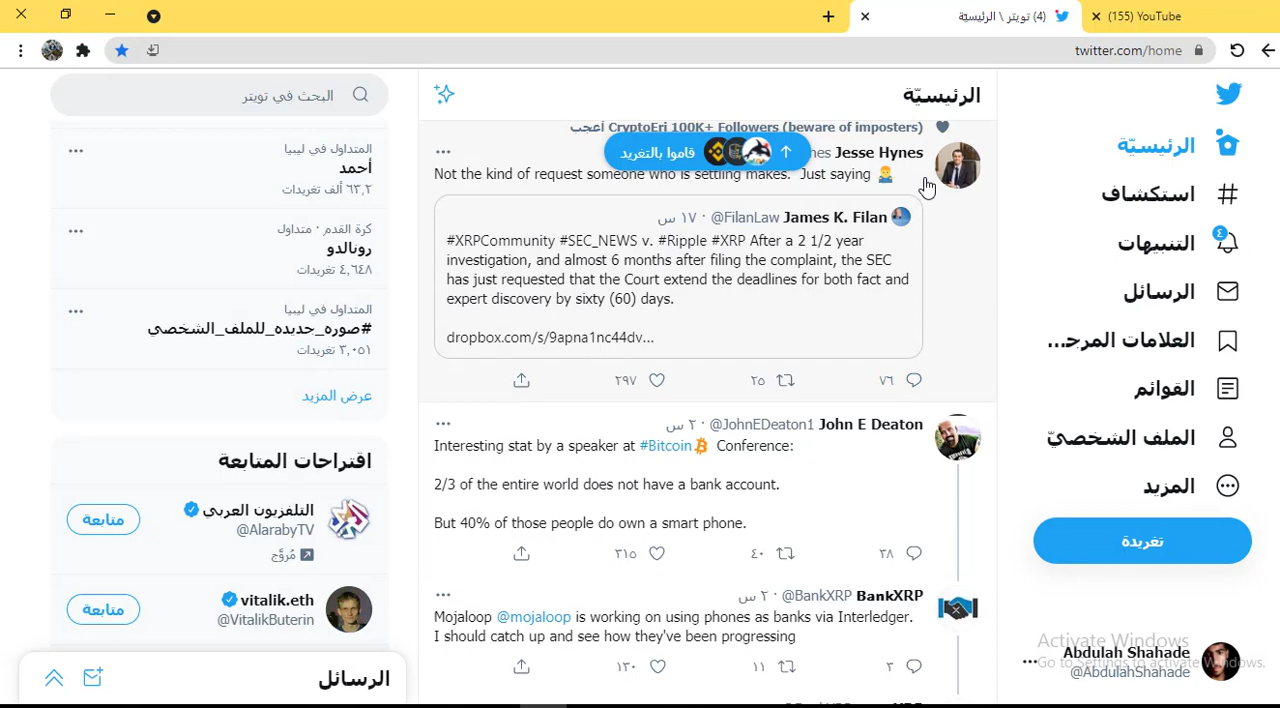 (155) YouTube
(4) تويتر \ الرئيسيّة
twitter.com/home
الرئيسيّة
استكشاف
التنبيهات
٤
الرسائل
العلامات المرجـ...
القوائم
الملف الشخصيّ
المزيد
تغريدة
Activate Windows
Go to Settings to activate Windows.
Abdulah Shahade
@AbdulahShahade
الرئيسيّة
CryptoEri 100K+ Followers (beware of imposters) أعجب
قاموا بالتغريد
Jesse Hynes
Not the kind of request someone who is settling makes. Just saying
James K. Filan @FilanLaw · ١٧ س
#XRPCommunity #SEC_NEWS v. #Ripple #XRP After a 2 1/2 year
investigation, and almost 6 months after filing the complaint, the SEC
has just requested that the Court extend the deadlines for both fact and
expert discovery by sixty (60) days.
dropbox.com/s/9apna1nc44dv...
٧٦ ٢٥ ٢٩٧
John E Deaton @JohnEDeaton1 · ٢ س
Interesting stat by a speaker at #Bitcoin Conference:
2/3 of the entire world does not have a bank account.
But 40% of those people do own a smart phone.
٣٨ ٤٠ ٣١٥
BankXRP @BankXRP · ٢ س
Mojaloop @mojaloop is working on using phones as banks via Interledger.
I should catch up and see how they've been progressing
٣ ١١ ١٣٠
البحث في تويتر
المتداول في ليبيا
أحمد
٦٣,٢ ألف تغريدات
كرة القدم · متداول
رونالدو
٤,٦٤٨ تغريدات
المتداول في ليبيا
#صوره_جديده_للملف_الشخصي
٣,٠٥١ تغريدات
عرض المزيد
اقتراحات المتابعة
التلفزيون العربي
@AlarabyTV
مُروَّج
متابعة
vitalik.eth
@VitalikButerin
متابعة
الرسائل